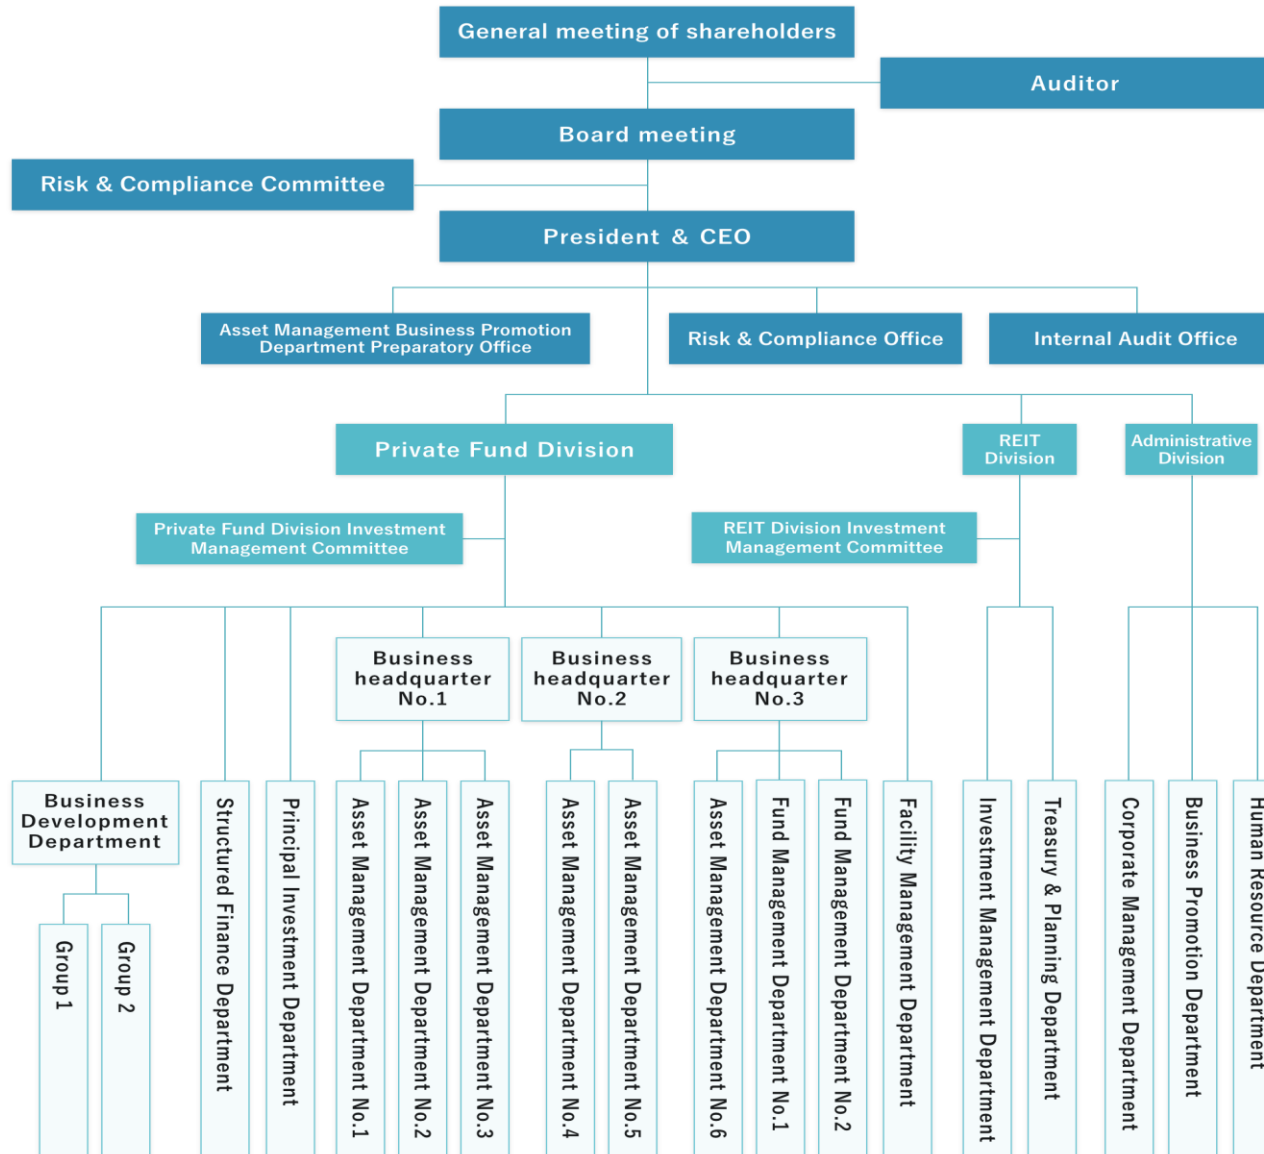 General meeting of shareholders
Auditor
Board meeting
Risk & Compliance Committee
President & CEO
Asset Management Business Promotion
Department Preparatory Office
Risk & Compliance Office
Internal Audit Office
Private Fund Division
REIT
Division
Administrative
Division
Private Fund Division Investment
Management Committee
REIT Division Investment
Management Committee
Business
headquarter
No.1
Business
headquarter
No.2
Business
headquarter
No.3
Business
Development
Department
Group 1
Group 2
Structured Finance Department
Principal Investment Department
Asset Management Department No.1
Asset Management Department No.2
Asset Management Department No.3
Asset Management Department No.4
Asset Management Department No.5
Asset Management Department No.6
Fund Management Department No.1
Fund Management Department No.2
Facility Management Department
Investment Management Department
Treasury & Planning Department
Corporate Management Department
Business Promotion Department
Human Resource Department